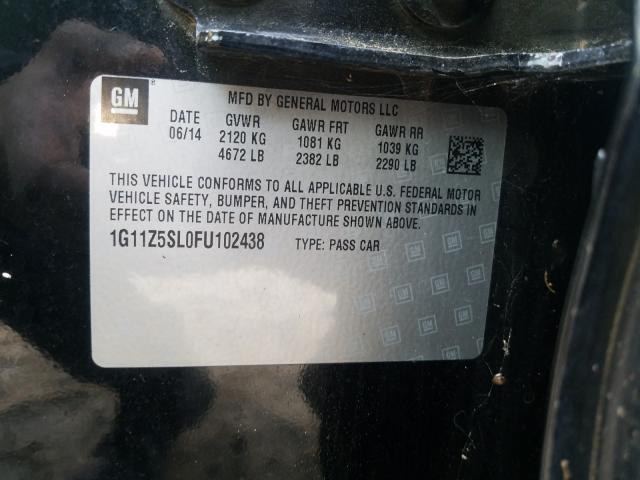 GM
®
MFD BY GENERAL MOTORS LLC
DATE GVWR GAWR FRT GAWR RR
06/14 2120 KG 1081 KG 1039 KG
4672 LB 2382 LB 2290 LB
THIS VEHICLE CONFORMS TO ALL APPLICABLE U.S. FEDERAL MOTOR
VEHICLE SAFETY, BUMPER, AND THEFT PREVENTION STANDARDS IN
EFFECT ON THE DATE OF MANUFACTURE SHOWN ABOVE.
1G11Z5SL0FU102438 TYPE: PASS CAR